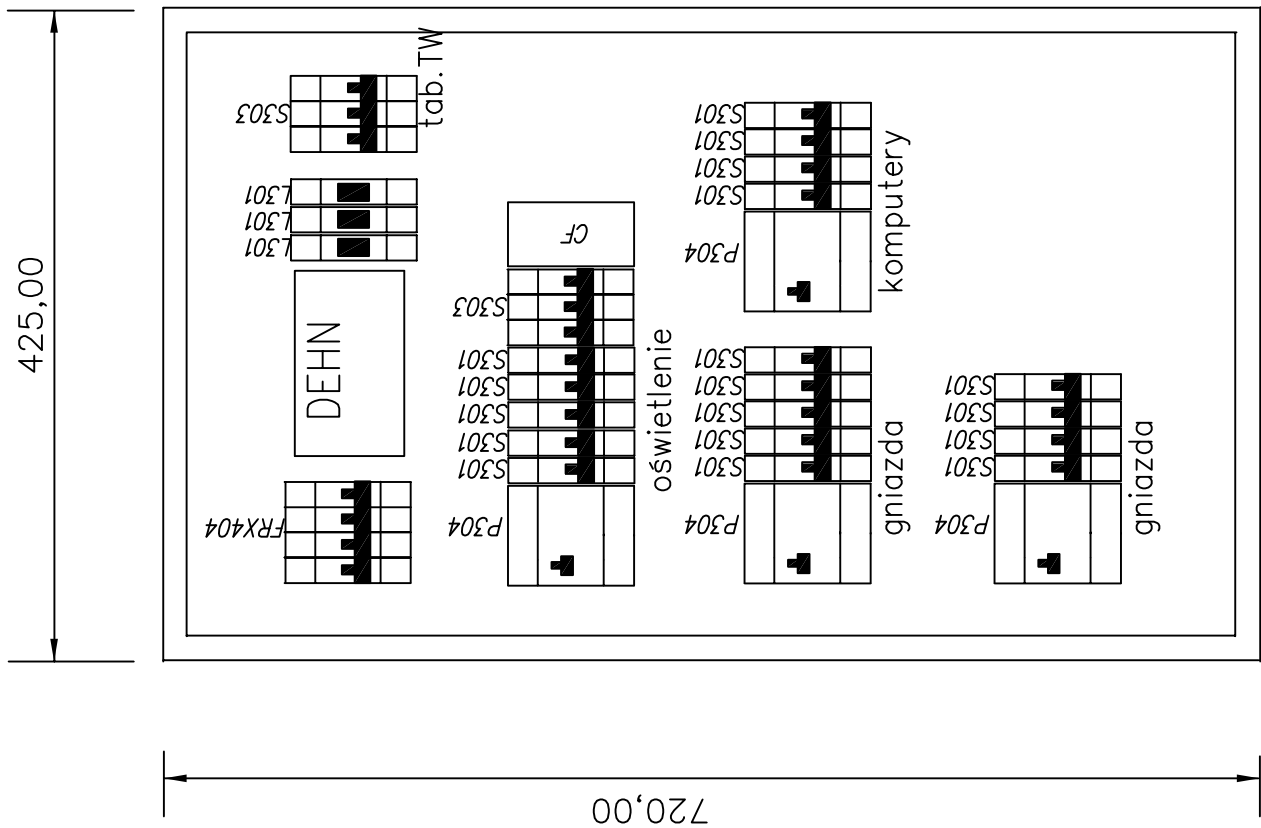 425,00
S303
tab.TW
L301
L301
L301
DEHN
FRX404
CF
S303
S301
S301
S301
S301
S301
P304
oświetlenie
S301
S301
S301
S301
P304
komputery
S301
S301
S301
S301
S301
P304
gniazda
S301
S301
S301
S301
P304
gniazda
720,00